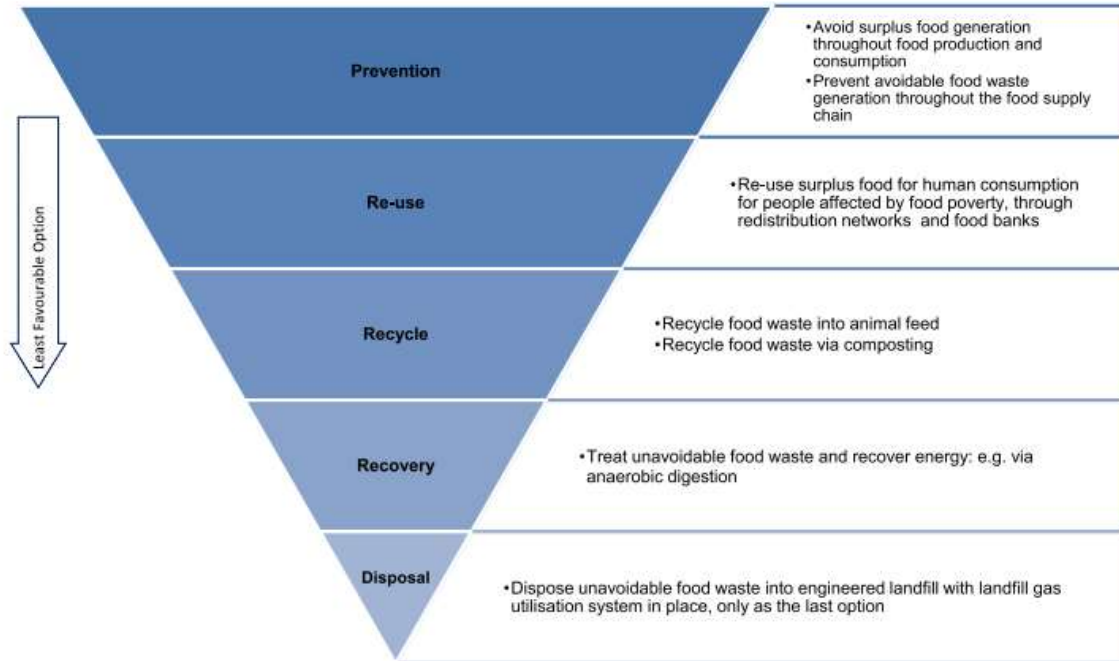 Prevention
•Avoid surplus food generation
throughout food production and
consumption
•Prevent avoidable food waste
generation throughout the food supply
chain
Least Favourable Option
Re-use
•Re-use surplus food for human consumption
for people affected by food poverty, through
redistribution networks and food banks
Recycle
•Recycle food waste into animal feed
•Recycle food waste via composting
Recovery
•Treat unavoidable food waste and recover energy: e.g. via
anaerobic digestion
Disposal
•Dispose unavoidable food waste into engineered landfill with landfill gas
utilisation system in place, only as the last option